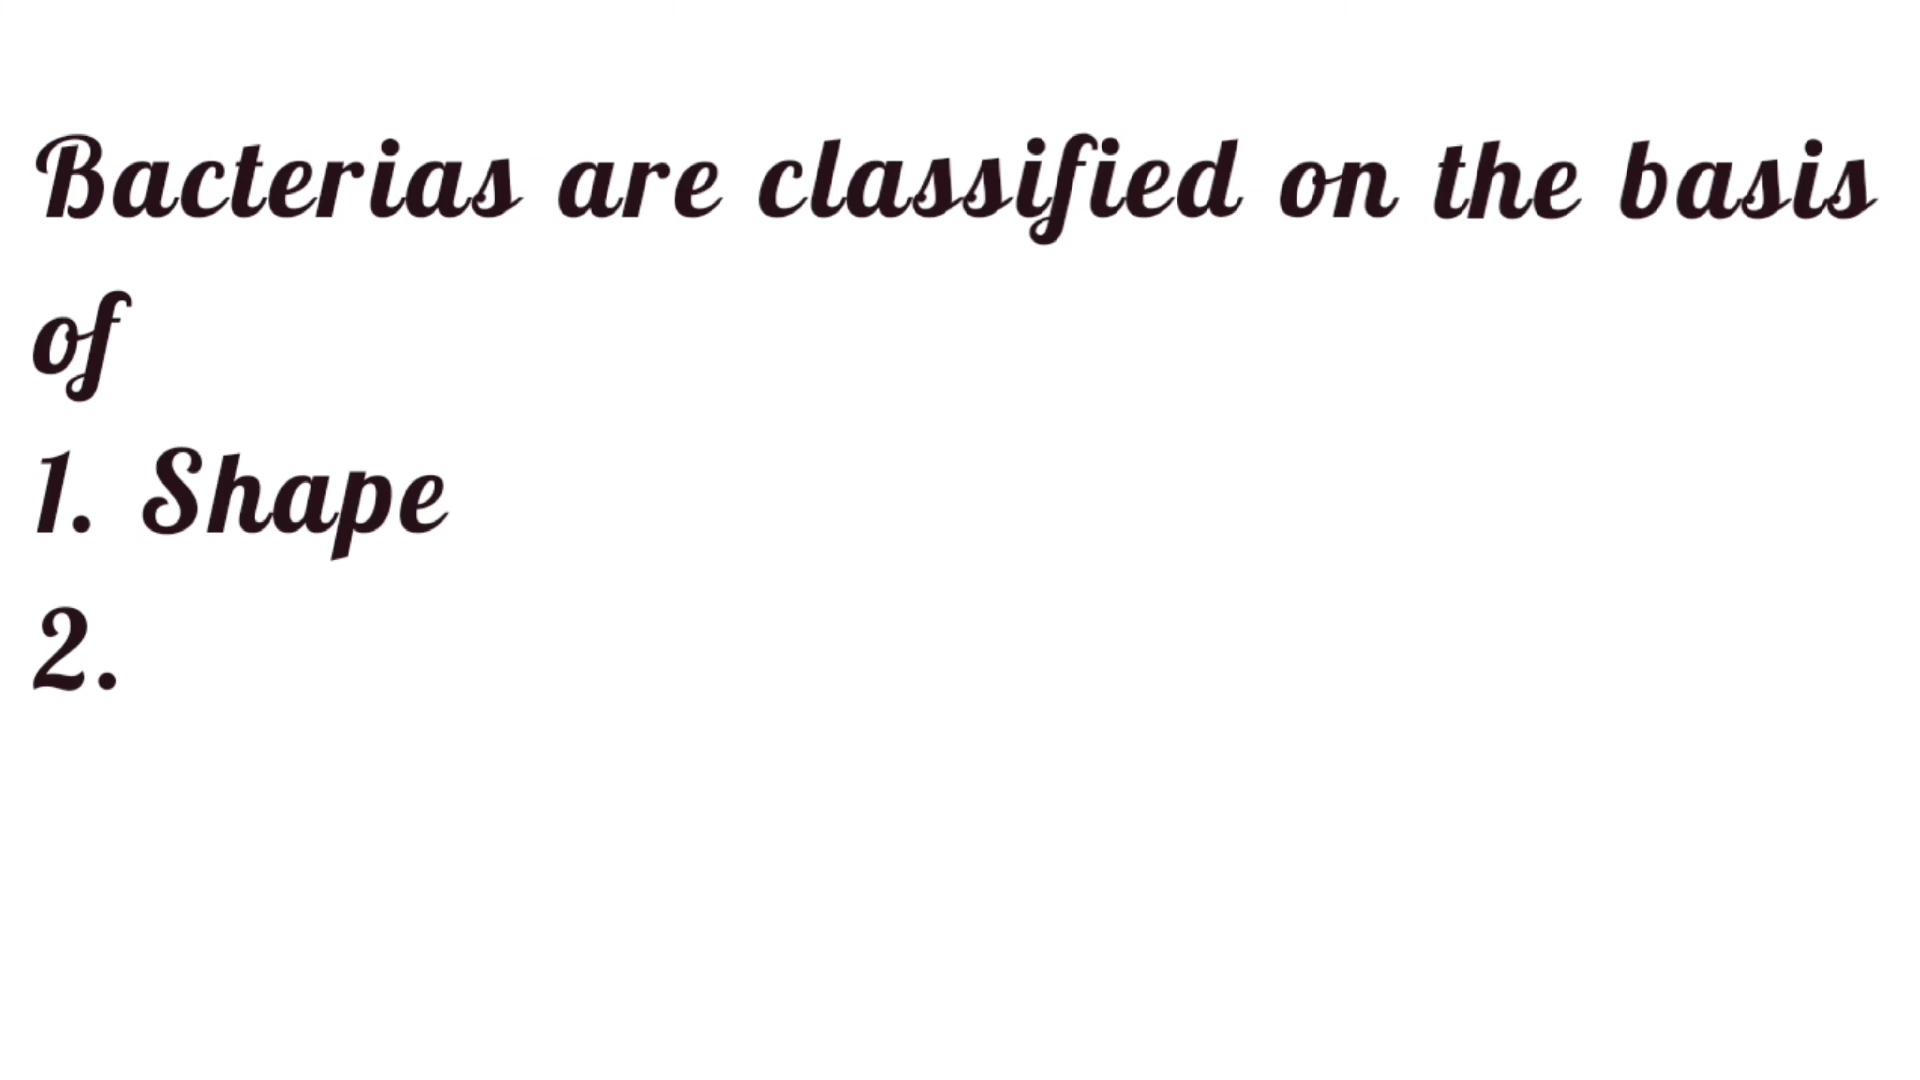 Bacterias are classified on the basis
of
1. Shape
2.